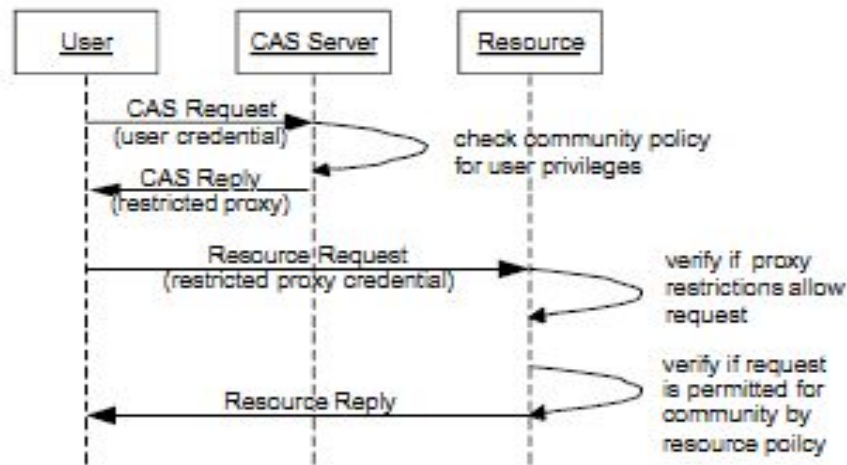 User
CAS Server
Resource
CAS Request
(user credential)
check community policy
for user privileges
CAS Reply
(restricted proxy)
Resource Request
(restricted proxy credential)
verify if proxy
restrictions allow
request
verify if request
is permitted for
community by
resource poilcy
Resource Reply